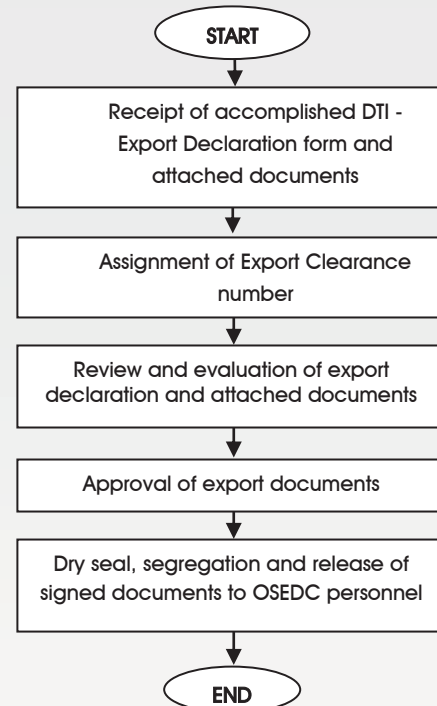 START
Receipt of accomplished DTI -
Export Declaration form and
attached documents
Assignment of Export Clearance
number
Review and evaluation of export
declaration and attached documents
Approval of export documents
Dry seal, segregation and release of
signed documents to OSEDC personnel
END